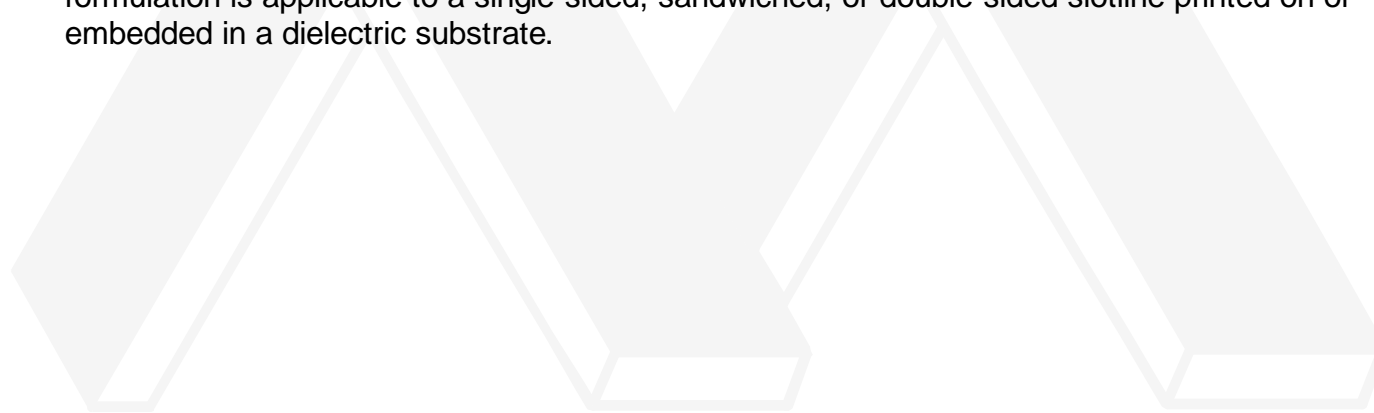 formulation is applicable to a single sided, sandwiched, or double sided slotline printed on or
embedded in a dielectric substrate.